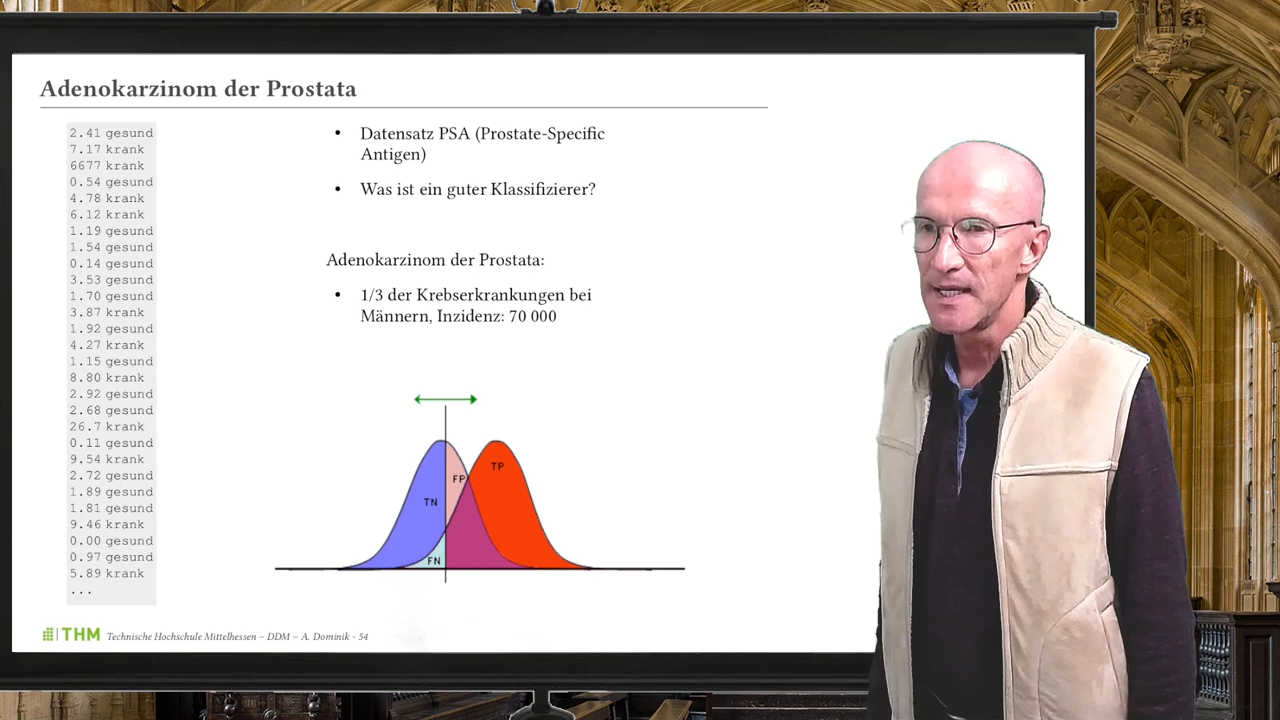 Adenokarzinom der Prostata
2.41 gesund
7.17 krank
6677 krank
0.54 gesund
4.78 krank
6.12 krank
1.19 gesund
1.54 gesund
0.14 gesund
3.53 gesund
1.70 gesund
3.87 krank
1.92 gesund
4.27 krank
1.15 gesund
8.80 krank
2.92 gesund
2.68 gesund
26.7 krank
0.11 gesund
9.54 krank
2.72 gesund
1.89 gesund
1.81 gesund
9.46 krank
0.00 gesund
0.97 gesund
5.89 krank
...
• Datensatz PSA (Prostate-Specific
Antigen)
• Was ist ein guter Klassifizierer?
Adenokarzinom der Prostata:
• 1/3 der Krebserkrankungen bei
Männern, Inzidenz: 70 000
TP
FP
TN
FN
THM Technische Hochschule Mittelhessen – DDM – A. Dominik - 54